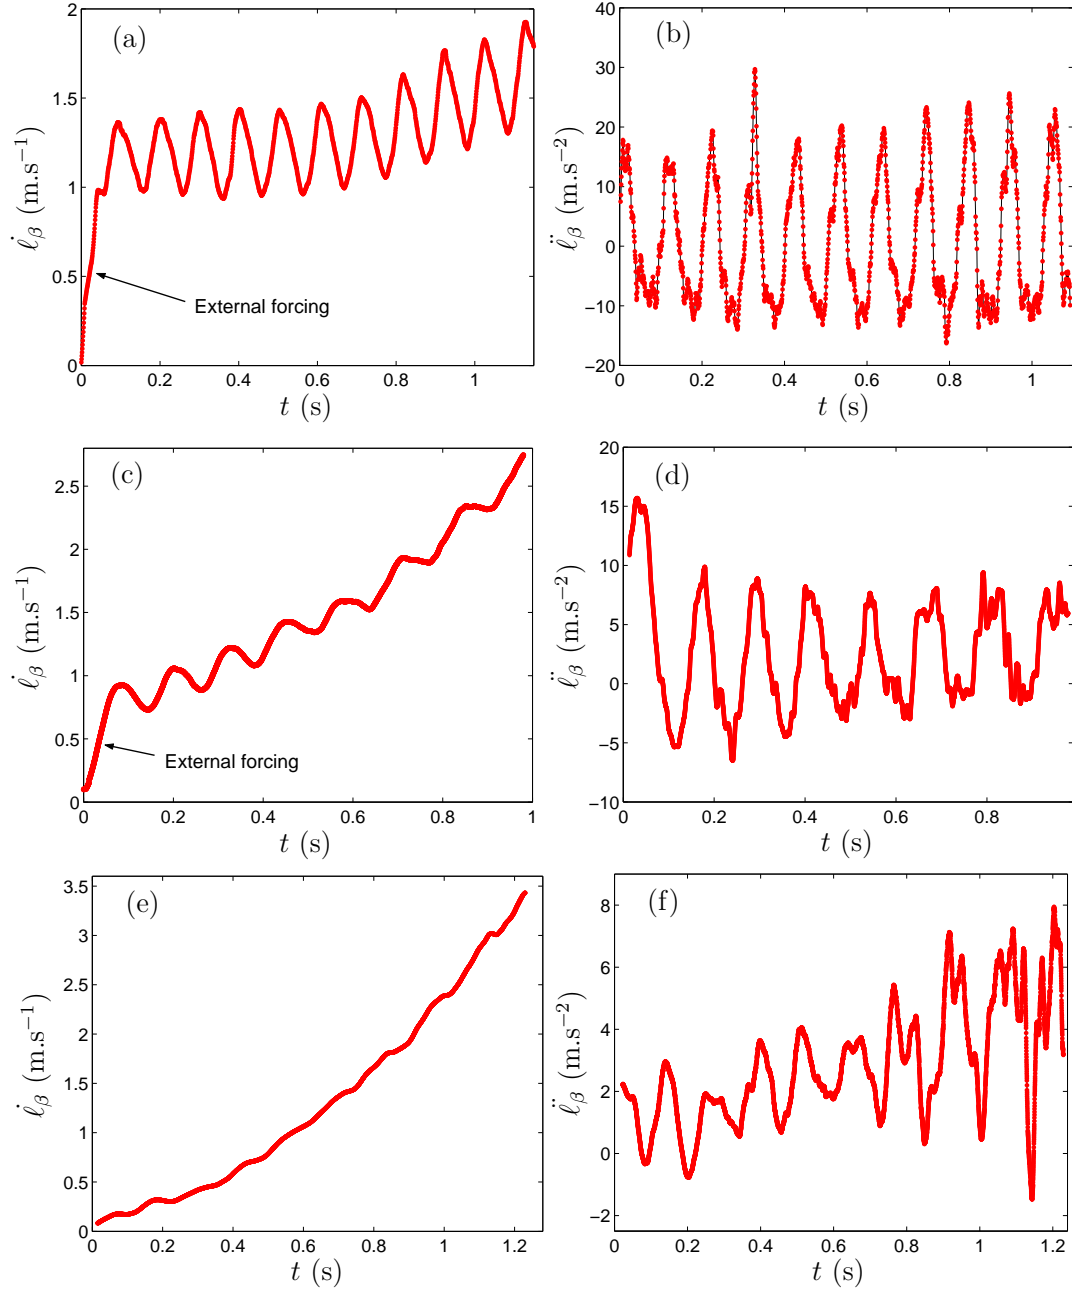 (a)
2
1.5
1
0.5
0
0 0.2 0.4 0.6 0.8 1
ℓ̇β (m.s−1)
External forcing
t (s)
(b)
40
30
20
10
0
−10
−20
0 0.2 0.4 0.6 0.8 1
ℓ̈β (m.s−2)
t (s)
(c)
2.5
2
1.5
1
0.5
0
0 0.2 0.4 0.6 0.8 1
ℓ̇β (m.s−1)
External forcing
t (s)
(d)
20
15
10
5
0
−5
−10
0 0.2 0.4 0.6 0.8
ℓ̈β (m.s−2)
t (s)
(e)
3.5
3
2.5
2
1.5
1
0.5
0
0 0.2 0.4 0.6 0.8 1 1.2
ℓ̇β (m.s−1)
t (s)
(f)
8
6
4
2
0
−2
0 0.2 0.4 0.6 0.8 1 1.2
ℓ̈β (m.s−2)
t (s)